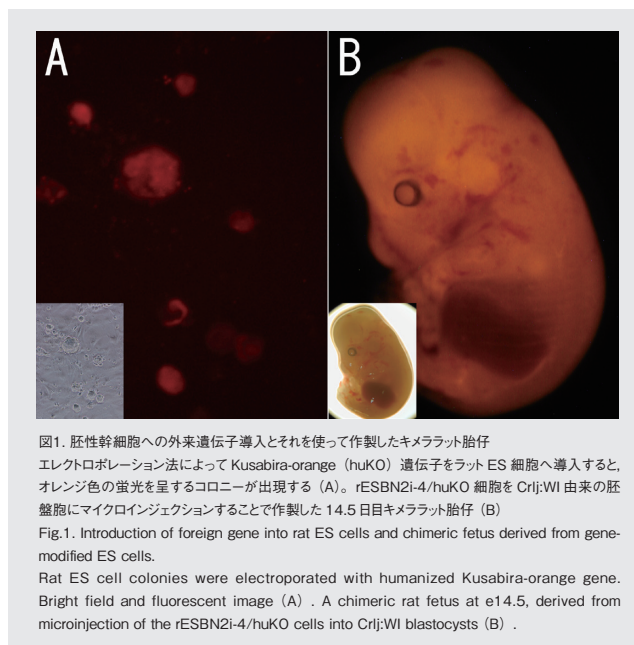 A
B
図1. 胚性幹細胞への外来遺伝子導入とそれを使って作製したキメララット胎仔
エレクトロポレーション法によって Kusabira-orange（huKO）遺伝子をラット ES 細胞へ導入すると，
オレンジ色の蛍光を呈するコロニーが出現する（A）。rESBN2i-4/huKO 細胞を Crlj:WI 由来の胚
盤胞にマイクロインジェクションすることで作製した 14.5 日目キメララット胎仔（B）
Fig.1. Introduction of foreign gene into rat ES cells and chimeric fetus derived from gene-
modified ES cells.
Rat ES cell colonies were electroporated with humanized Kusabira-orange gene.
Bright field and fluorescent image（A）. A chimeric rat fetus at e14.5, derived from
microinjection of the rESBN2i-4/huKO cells into Crlj:WI blastocysts（B）.